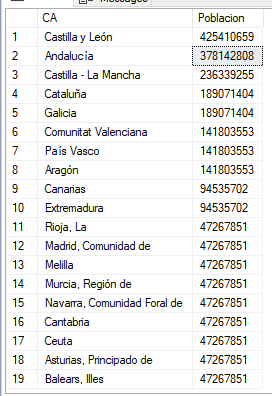 Messages
CA Poblacion
1 Castilla y León 425410659
2 Andalucía 378142808
3 Castilla - La Mancha 236339255
4 Cataluña 189071404
5 Galicia 189071404
6 Comunitat Valenciana 141803553
7 País Vasco 141803553
8 Aragón 141803553
9 Canarias 94535702
10 Extremadura 94535702
11 Rioja, La 47267851
12 Madrid, Comunidad de 47267851
13 Melilla 47267851
14 Murcia, Región de 47267851
15 Navarra, Comunidad Foral de 47267851
16 Cantabria 47267851
17 Ceuta 47267851
18 Asturias, Principado de 47267851
19 Balears, Illes 47267851